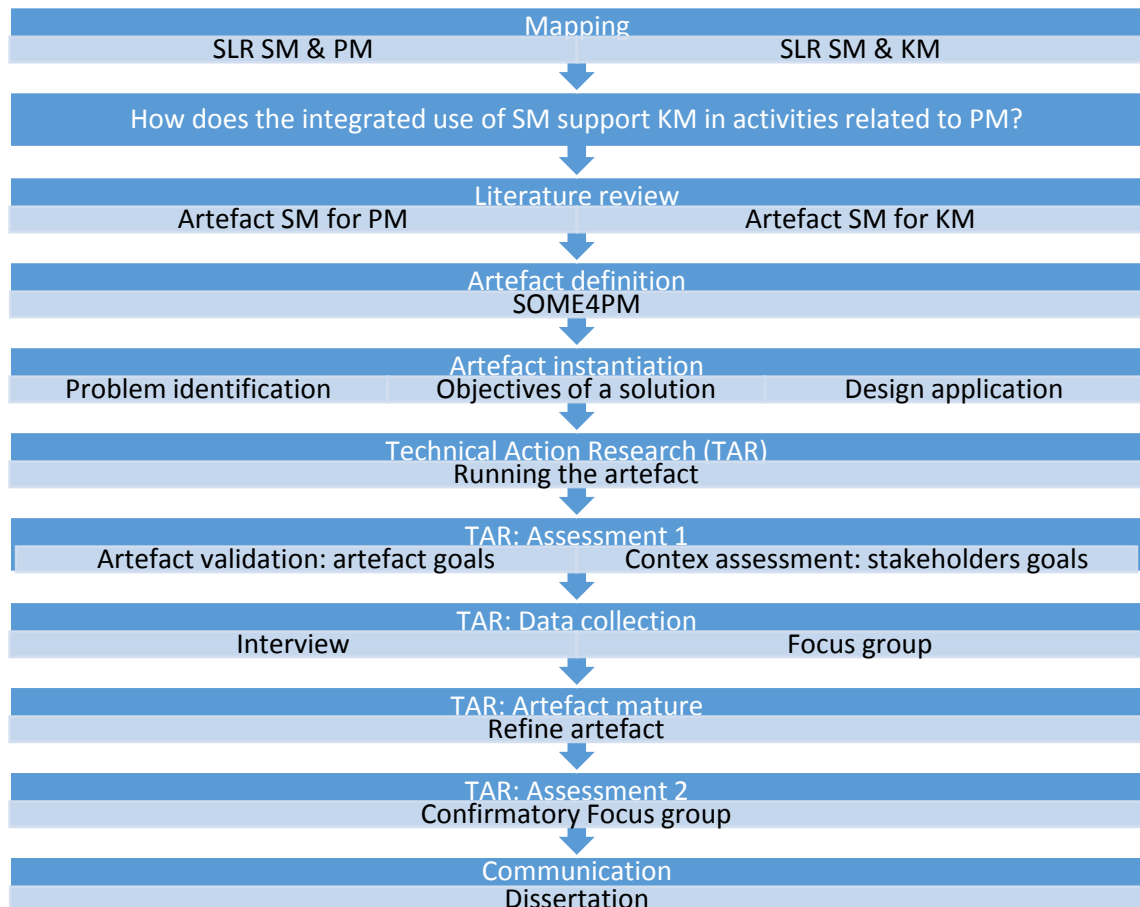 Mapping
SLR SM & PM
SLR SM & KM
How does the integrated use of SM support KM in activities related to PM?
Literature review
Artefact SM for PM
Artefact SM for KM
Artefact definition
SOME4PM
Artefact instantiation
Problem identification
Objectives of a solution
Design application
Technical Action Research (TAR)
Running the artefact
TAR: Assessment 1
Artefact validation: artefact goals
Contex assessment: stakeholders goals
TAR: Data collection
Interview
Focus group
TAR: Artefact mature
Refine artefact
TAR: Assessment 2
Confirmatory Focus group
Communication
Dissertation